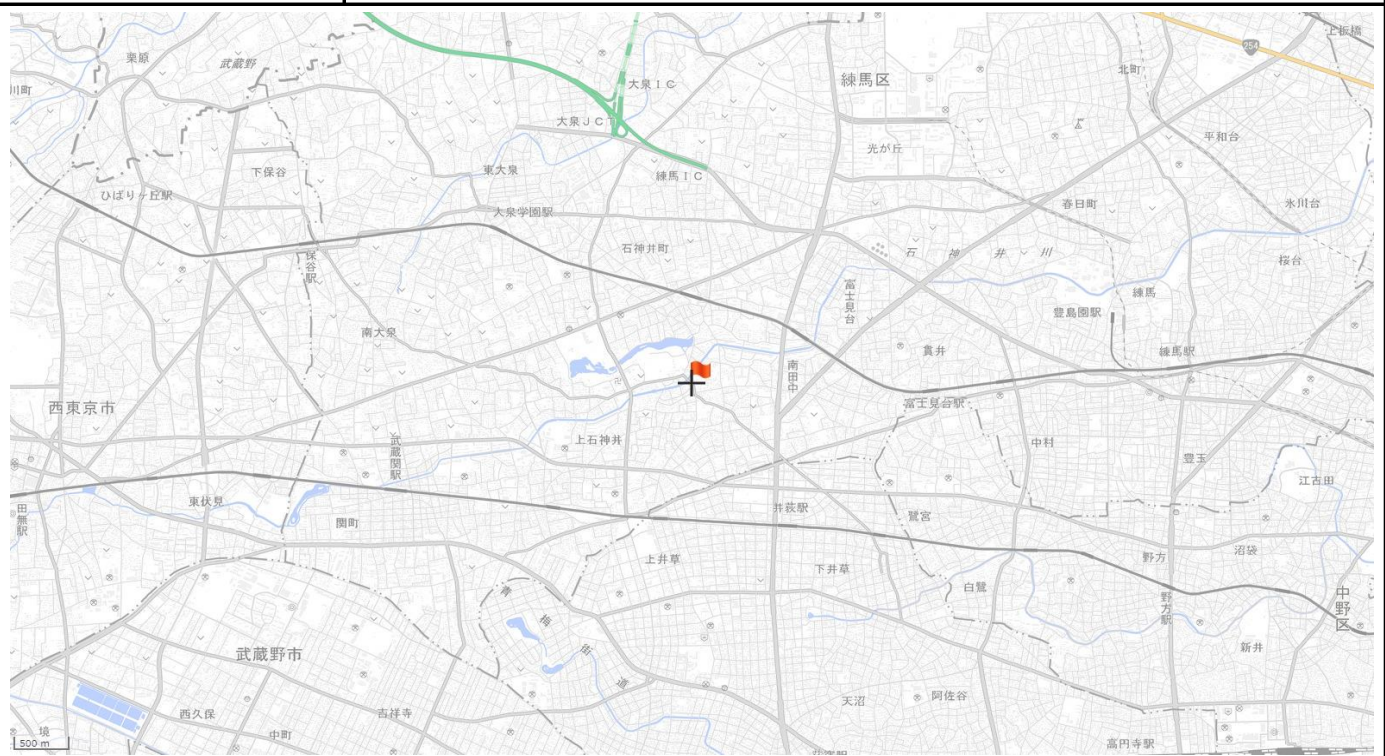 上板橋
254
栗原
武蔵野
北町
大泉IC
練馬区
川町
大泉JCT
平和台
光が丘
下保谷
東大泉
練馬IC
ひばりヶ丘駅
春日町
氷川台
大泉学園駅
石神井町
石神井川
保谷駅
桜台
富士見台
練馬
豊島園駅
南大泉
貫井
練馬駅
南田中
西東京市
富士見台駅
上石神井
中村
武蔵関駅
豊玉
江古田
東伏見
田無駅
関町
井荻駅
鷺宮
上井草
下井草
野方
沼袋
白鷺
青梅街道
野方駅
中野区
新井
武蔵野市
天沼
阿佐谷
西久保
吉祥寺
境
中町
高円寺駅
500 m